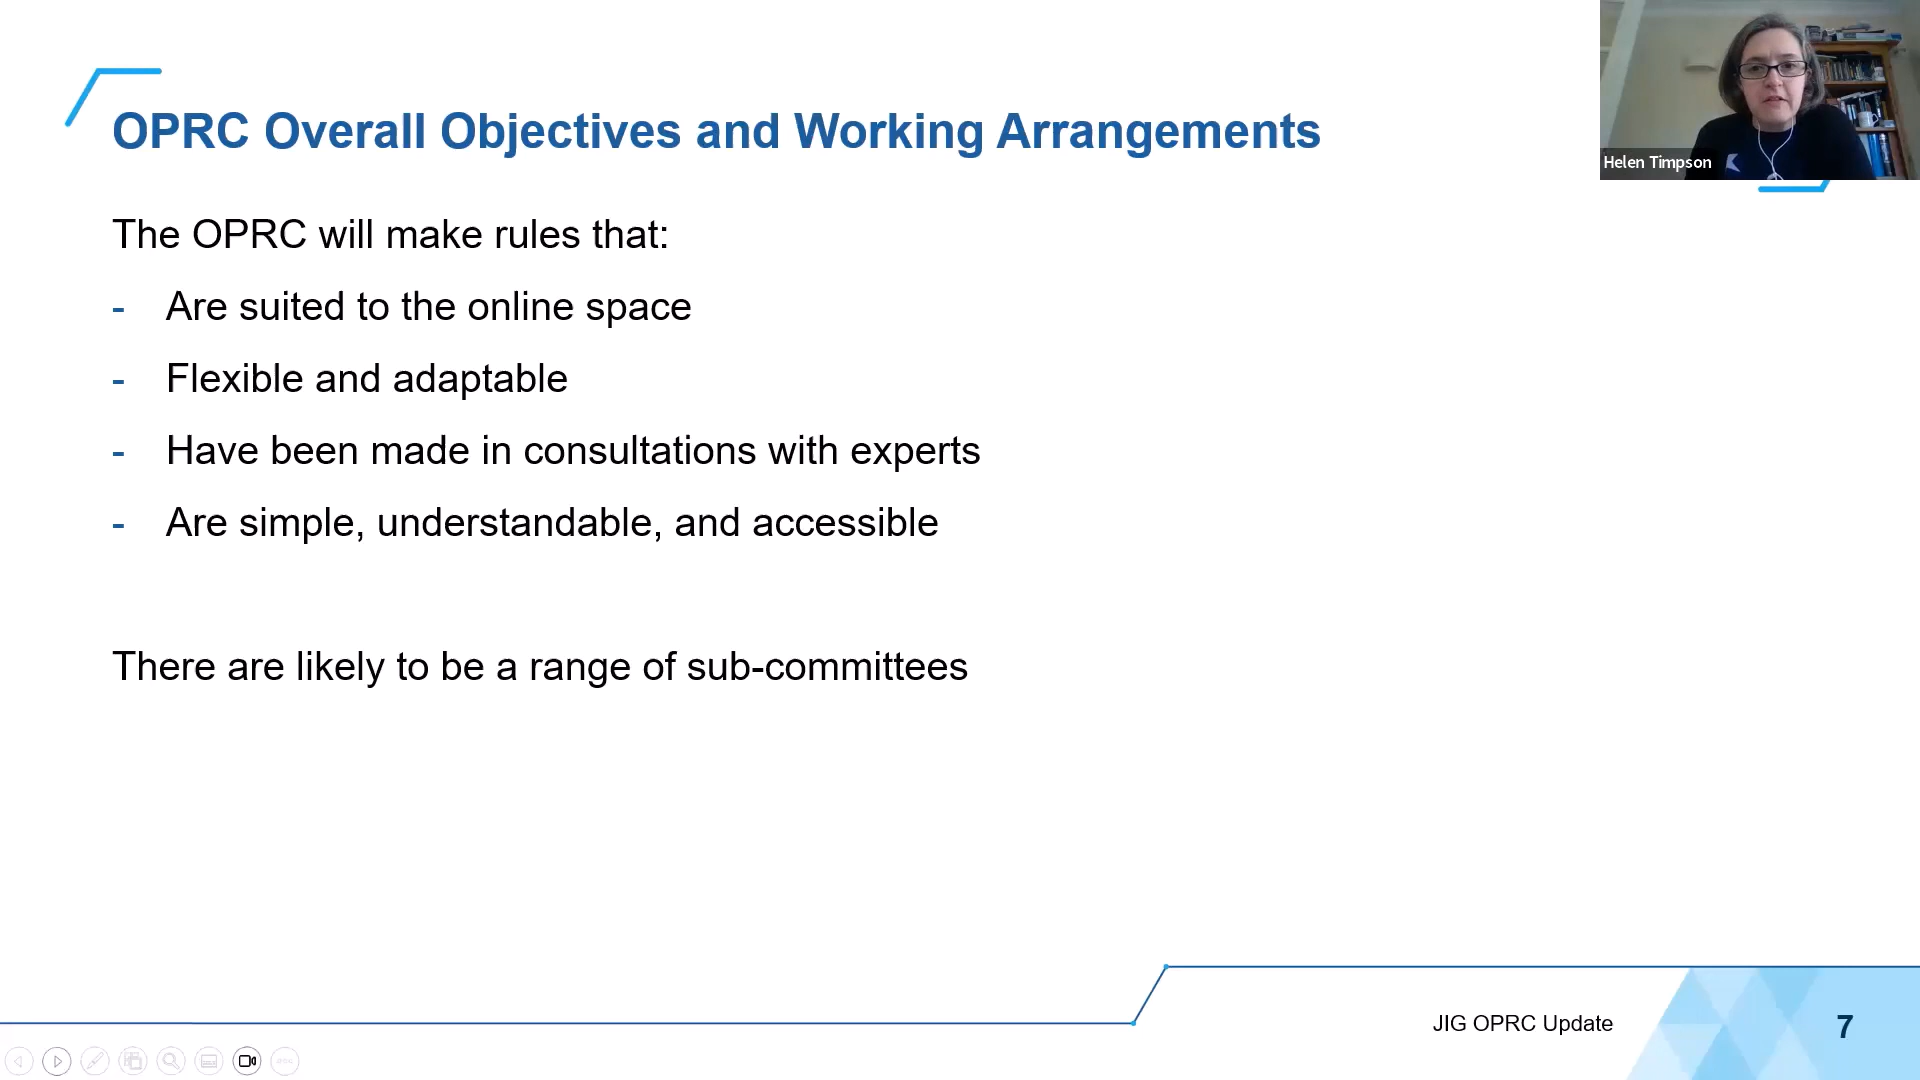 OPRC Overall Objectives and Working Arrangements
Helen Timpson
The OPRC will make rules that:
- Are suited to the online space
- Flexible and adaptable
- Have been made in consultations with experts
- Are simple, understandable, and accessible
There are likely to be a range of sub-committees
JIG OPRC Update
7